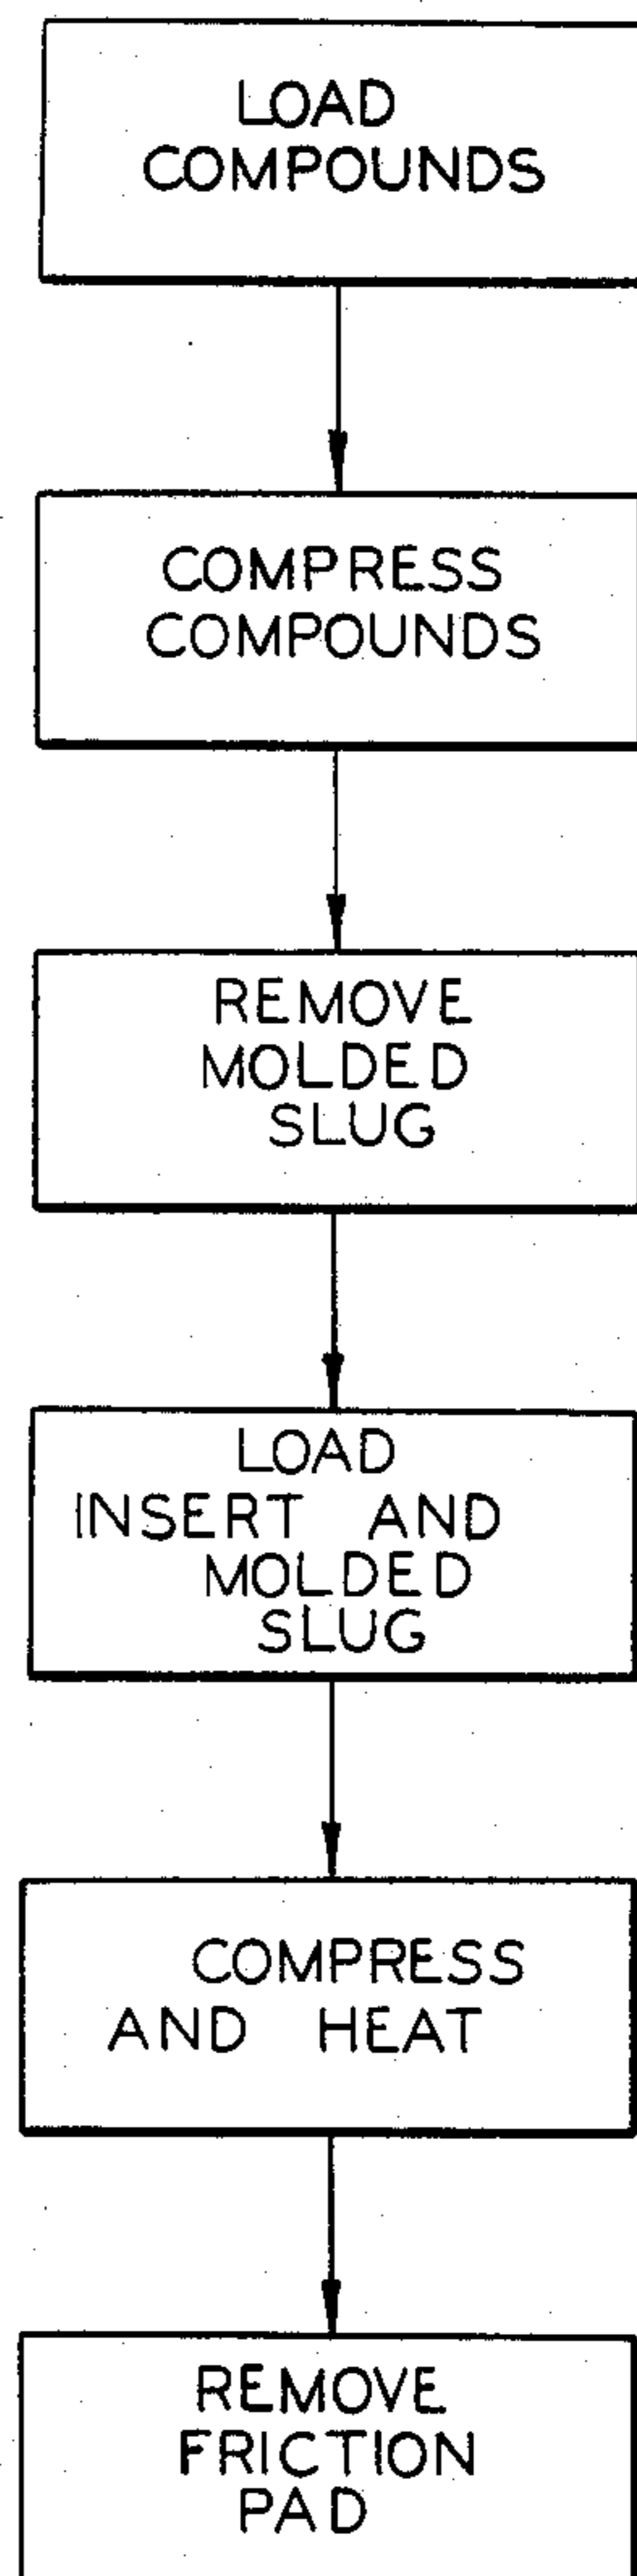 LOAD
COMPOUNDS
COMPRESS
COMPOUNDS
REMOVE
MOLDED
SLUG
LOAD
INSERT AND
MOLDED
SLUG
COMPRESS
AND HEAT
REMOVE
FRICTION
PAD